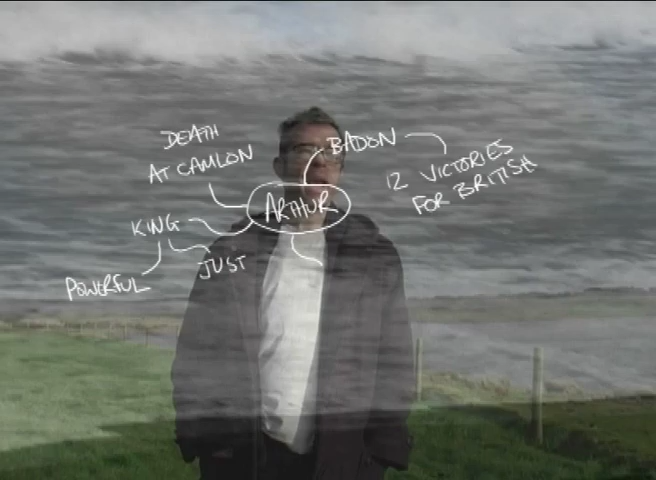 DEATH
AT CAMLON
BADON
12 VICTORIES
FOR BRITISH
ARTHUR
KING
JUST
POWERFUL